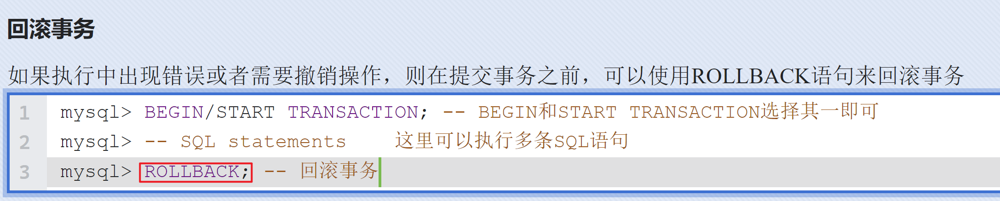 回滚事务
如果执行中出现错误或者需要撤销操作，则在提交事务之前，可以使用ROLLBACK语句来回滚事务
1 mysql> BEGIN/START TRANSACTION; -- BEGIN和START TRANSACTION选择其一即可
2 mysql> -- SQL statements    这里可以执行多条SQL语句
3 mysql> ROLLBACK; -- 回滚事务